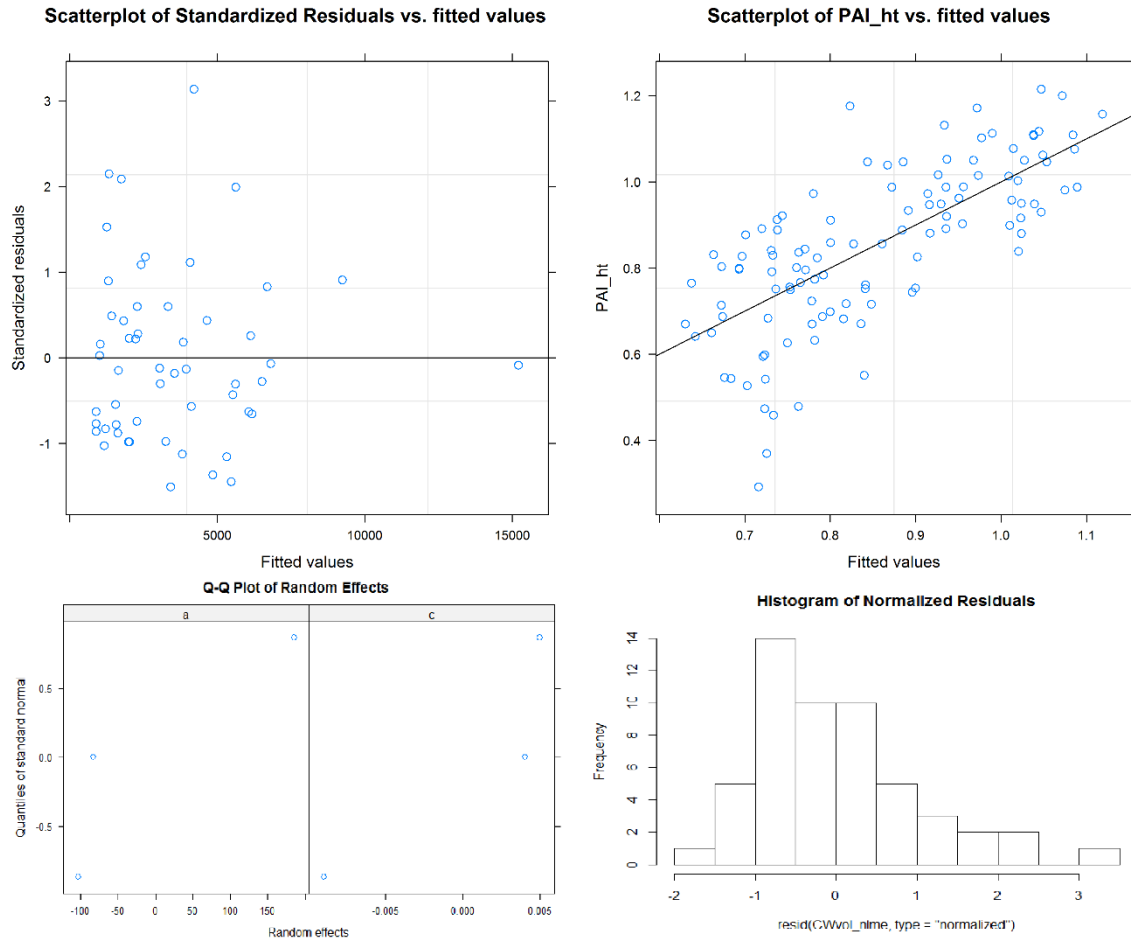 Scatterplot of Standardized Residuals vs. fitted values
Standardized residuals
3
2
1
0
-1
5000 10000 15000
Fitted values
Scatterplot of PAI_ht vs. fitted values
PAI_ht
1.2
1.0
0.8
0.6
0.4
0.7 0.8 0.9 1.0 1.1
Fitted values
Q-Q Plot of Random Effects
a c
Quantiles of standard normal
0.5
0.0
-0.5
-100 -50 0 50 100 150 -0.005 0.000 0.005
Random effects
Histogram of Normalized Residuals
Frequency
14
10
8
6
4
2
0
-2 -1 0 1 2 3
resid(CWvol_nlme, type = "normalized")